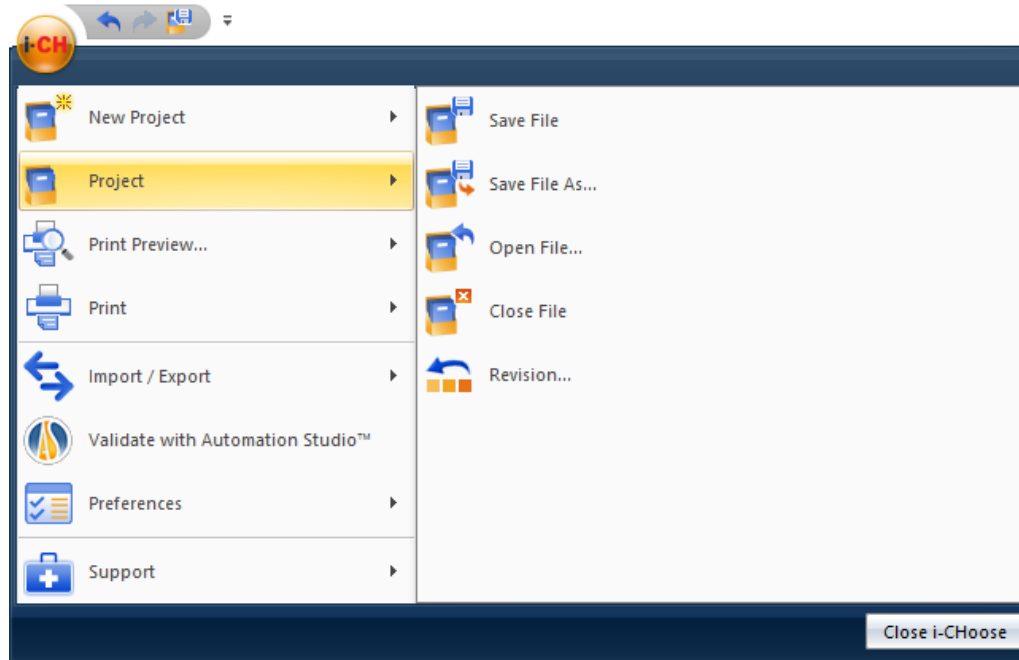 i-CH
New Project
Project
Print Preview...
Print
Import / Export
Validate with Automation Studio™
Preferences
Support
Save File
Save File As...
Open File...
Close File
Revision...
Close i-CHoose